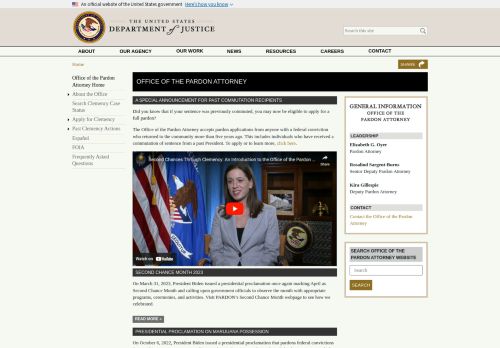 An official website of the United States government Here's how you know
THE UNITED STATES
DEPARTMENT of JUSTICE
Search this site
ABOUT
OUR AGENCY
OUR WORK
NEWS
RESOURCES
CAREERS
CONTACT
Home
SHARE
Office of the Pardon
Attorney Home
About the Office
Search Clemency Case
Status
Apply for Clemency
Past Clemency Actions
Español
FOIA
Frequently Asked
Questions
OFFICE OF THE PARDON ATTORNEY
A SPECIAL ANNOUNCEMENT FOR PAST COMMUTATION RECIPIENTS
Did you know that if your sentence was previously commuted, you may now be eligible to apply for a
full pardon?
The Office of the Pardon Attorney accepts pardon applications from anyone with a federal conviction
who returned to the community more than five years ago. This includes individuals who have received a
commutation of sentence from a past President. To apply or to learn more, click here.
Second Chances Through Clemency: An Introduction to the Office of the Pardon ...
Share
Watch on YouTube
SECOND CHANCE MONTH 2023
On March 31, 2023, President Biden issued a presidential proclamation once again marking April as
Second Chance Month and calling upon government officials to observe the month with appropriate
programs, ceremonies, and activities. Visit PARDON's Second Chance Month webpage to see how we
celebrated.
READ MORE »
PRESIDENTIAL PROCLAMATION ON MARIJUANA POSSESSION
On October 6, 2022, President Biden issued a presidential proclamation that pardons federal convictions
GENERAL INFORMATION
OFFICE OF THE
PARDON ATTORNEY
LEADERSHIP
Elizabeth G. Oyer
Pardon Attorney
Rosalind Sargent-Burns
Senior Deputy Pardon Attorney
Kira Gillespie
Deputy Pardon Attorney
CONTACT
Contact the Office of the Pardon
Attorney
SEARCH OFFICE OF THE
PARDON ATTORNEY WEBSITE
Search
SEARCH